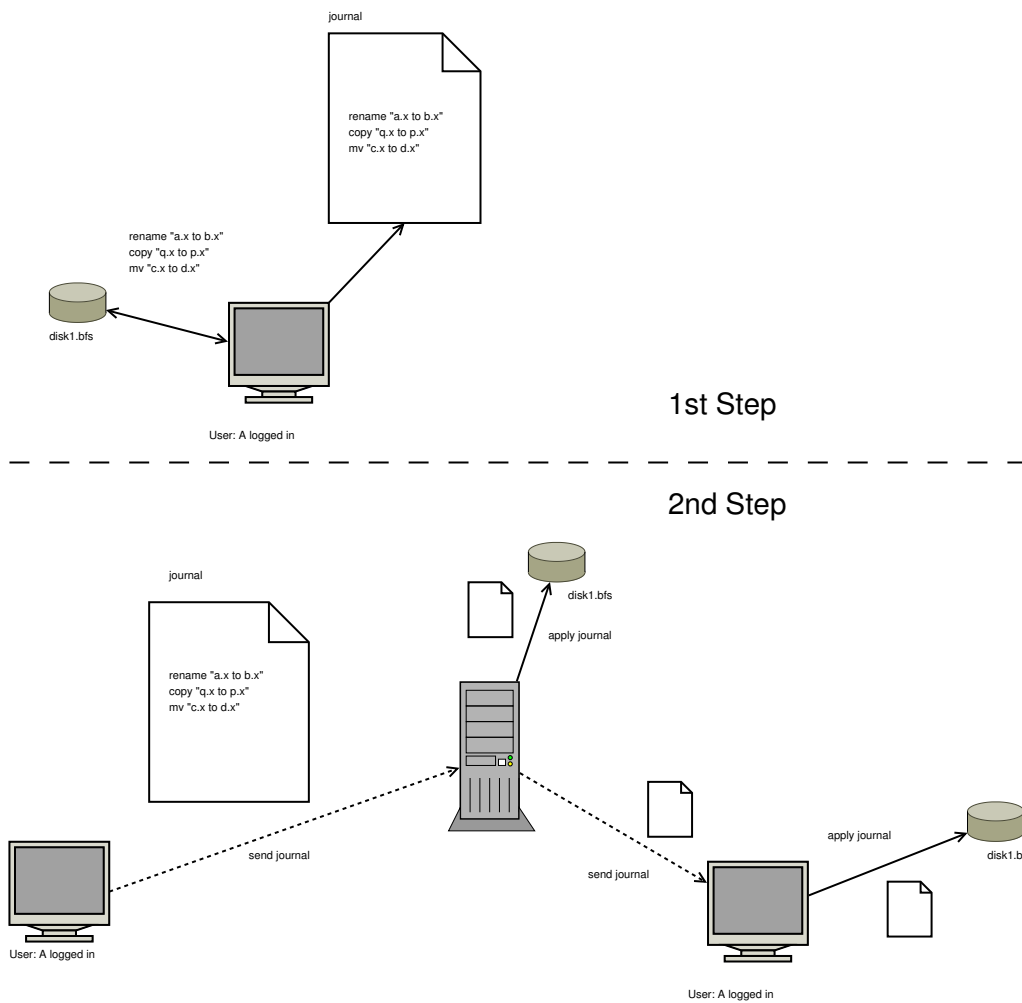 journal
rename "a.x to b.x"
copy "q.x to p.x"
mv "c.x to d.x"
rename "a.x to b.x"
copy "q.x to p.x"
mv "c.x to d.x"
disk1.bfs
User: A logged in
1st Step
2nd Step
journal
disk1.bfs
apply journal
rename "a.x to b.x"
copy "q.x to p.x"
mv "c.x to d.x"
send journal
apply journal
disk1.b
send journal
User: A logged in
User: A logged in